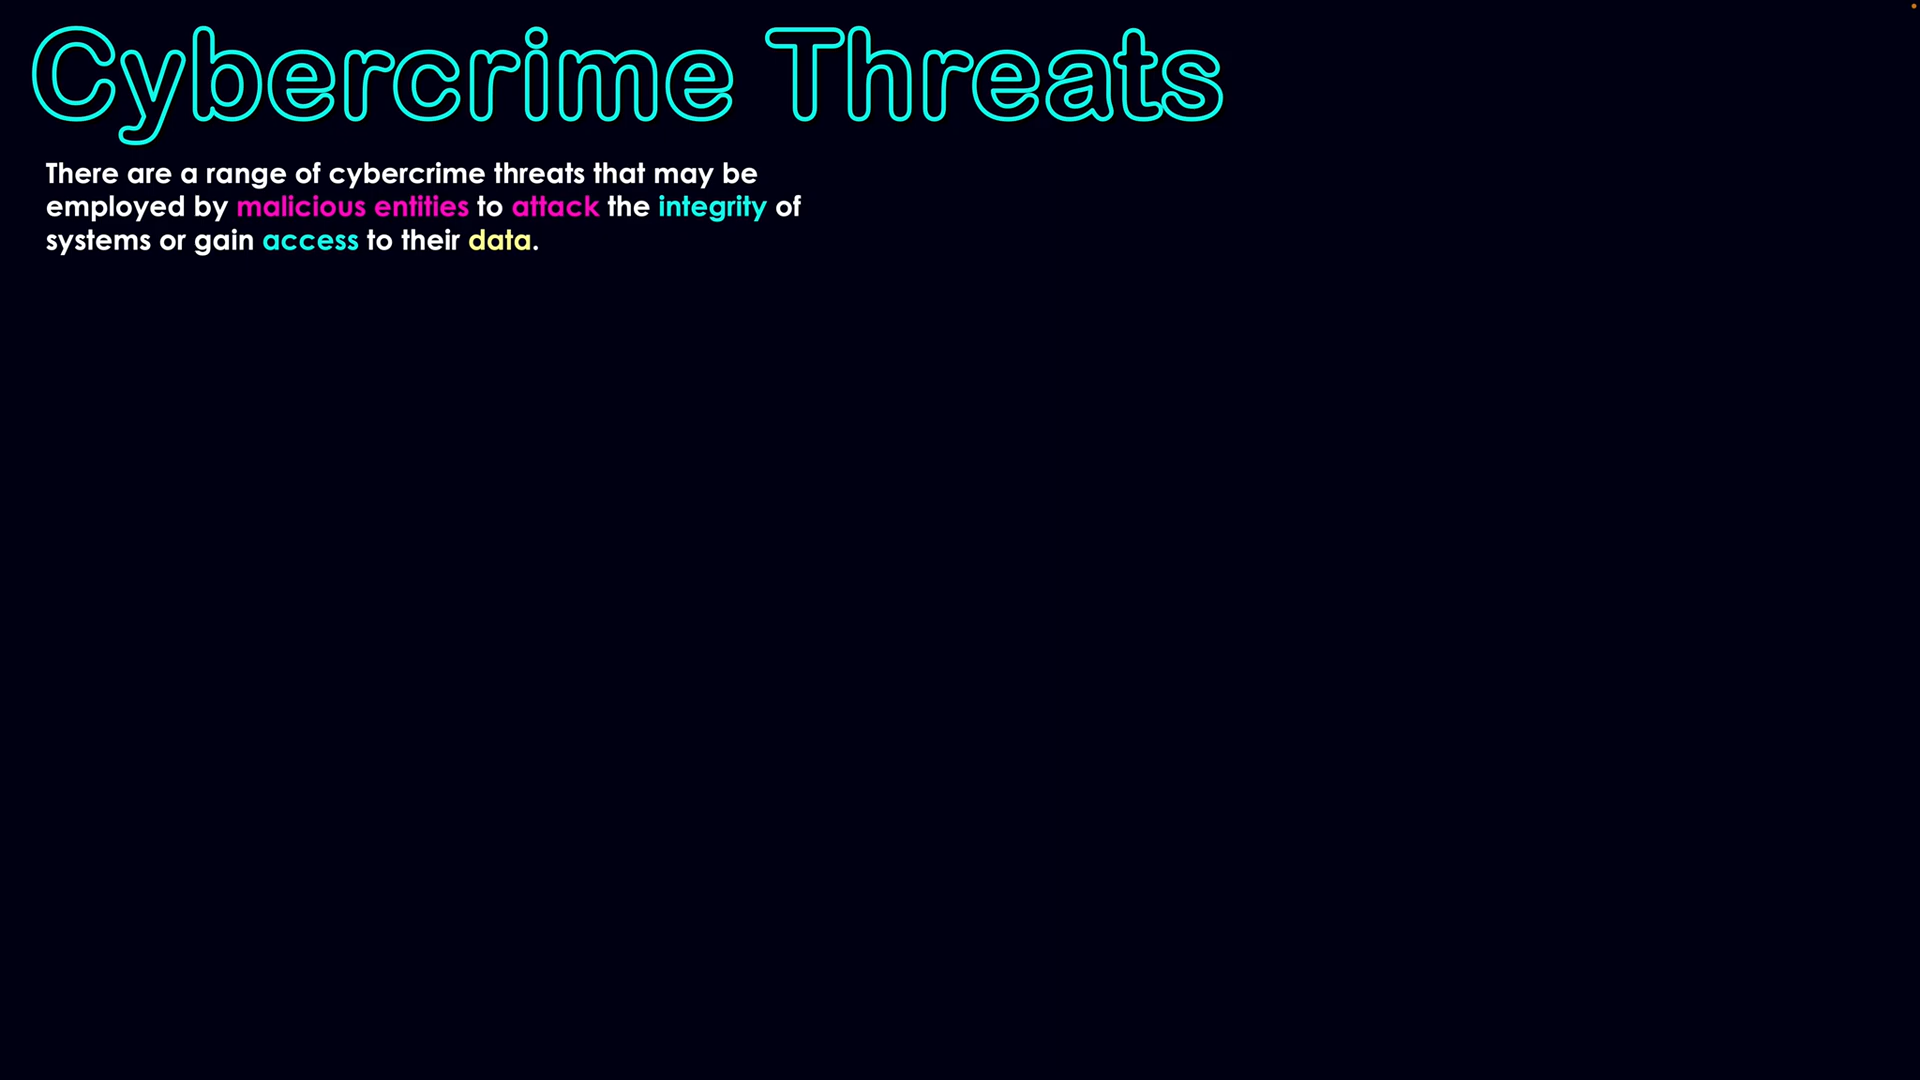 Cybercrime Threats
There are a range of cybercrime threats that may be
employed by malicious entities to attack the integrity of
systems or gain access to their data.